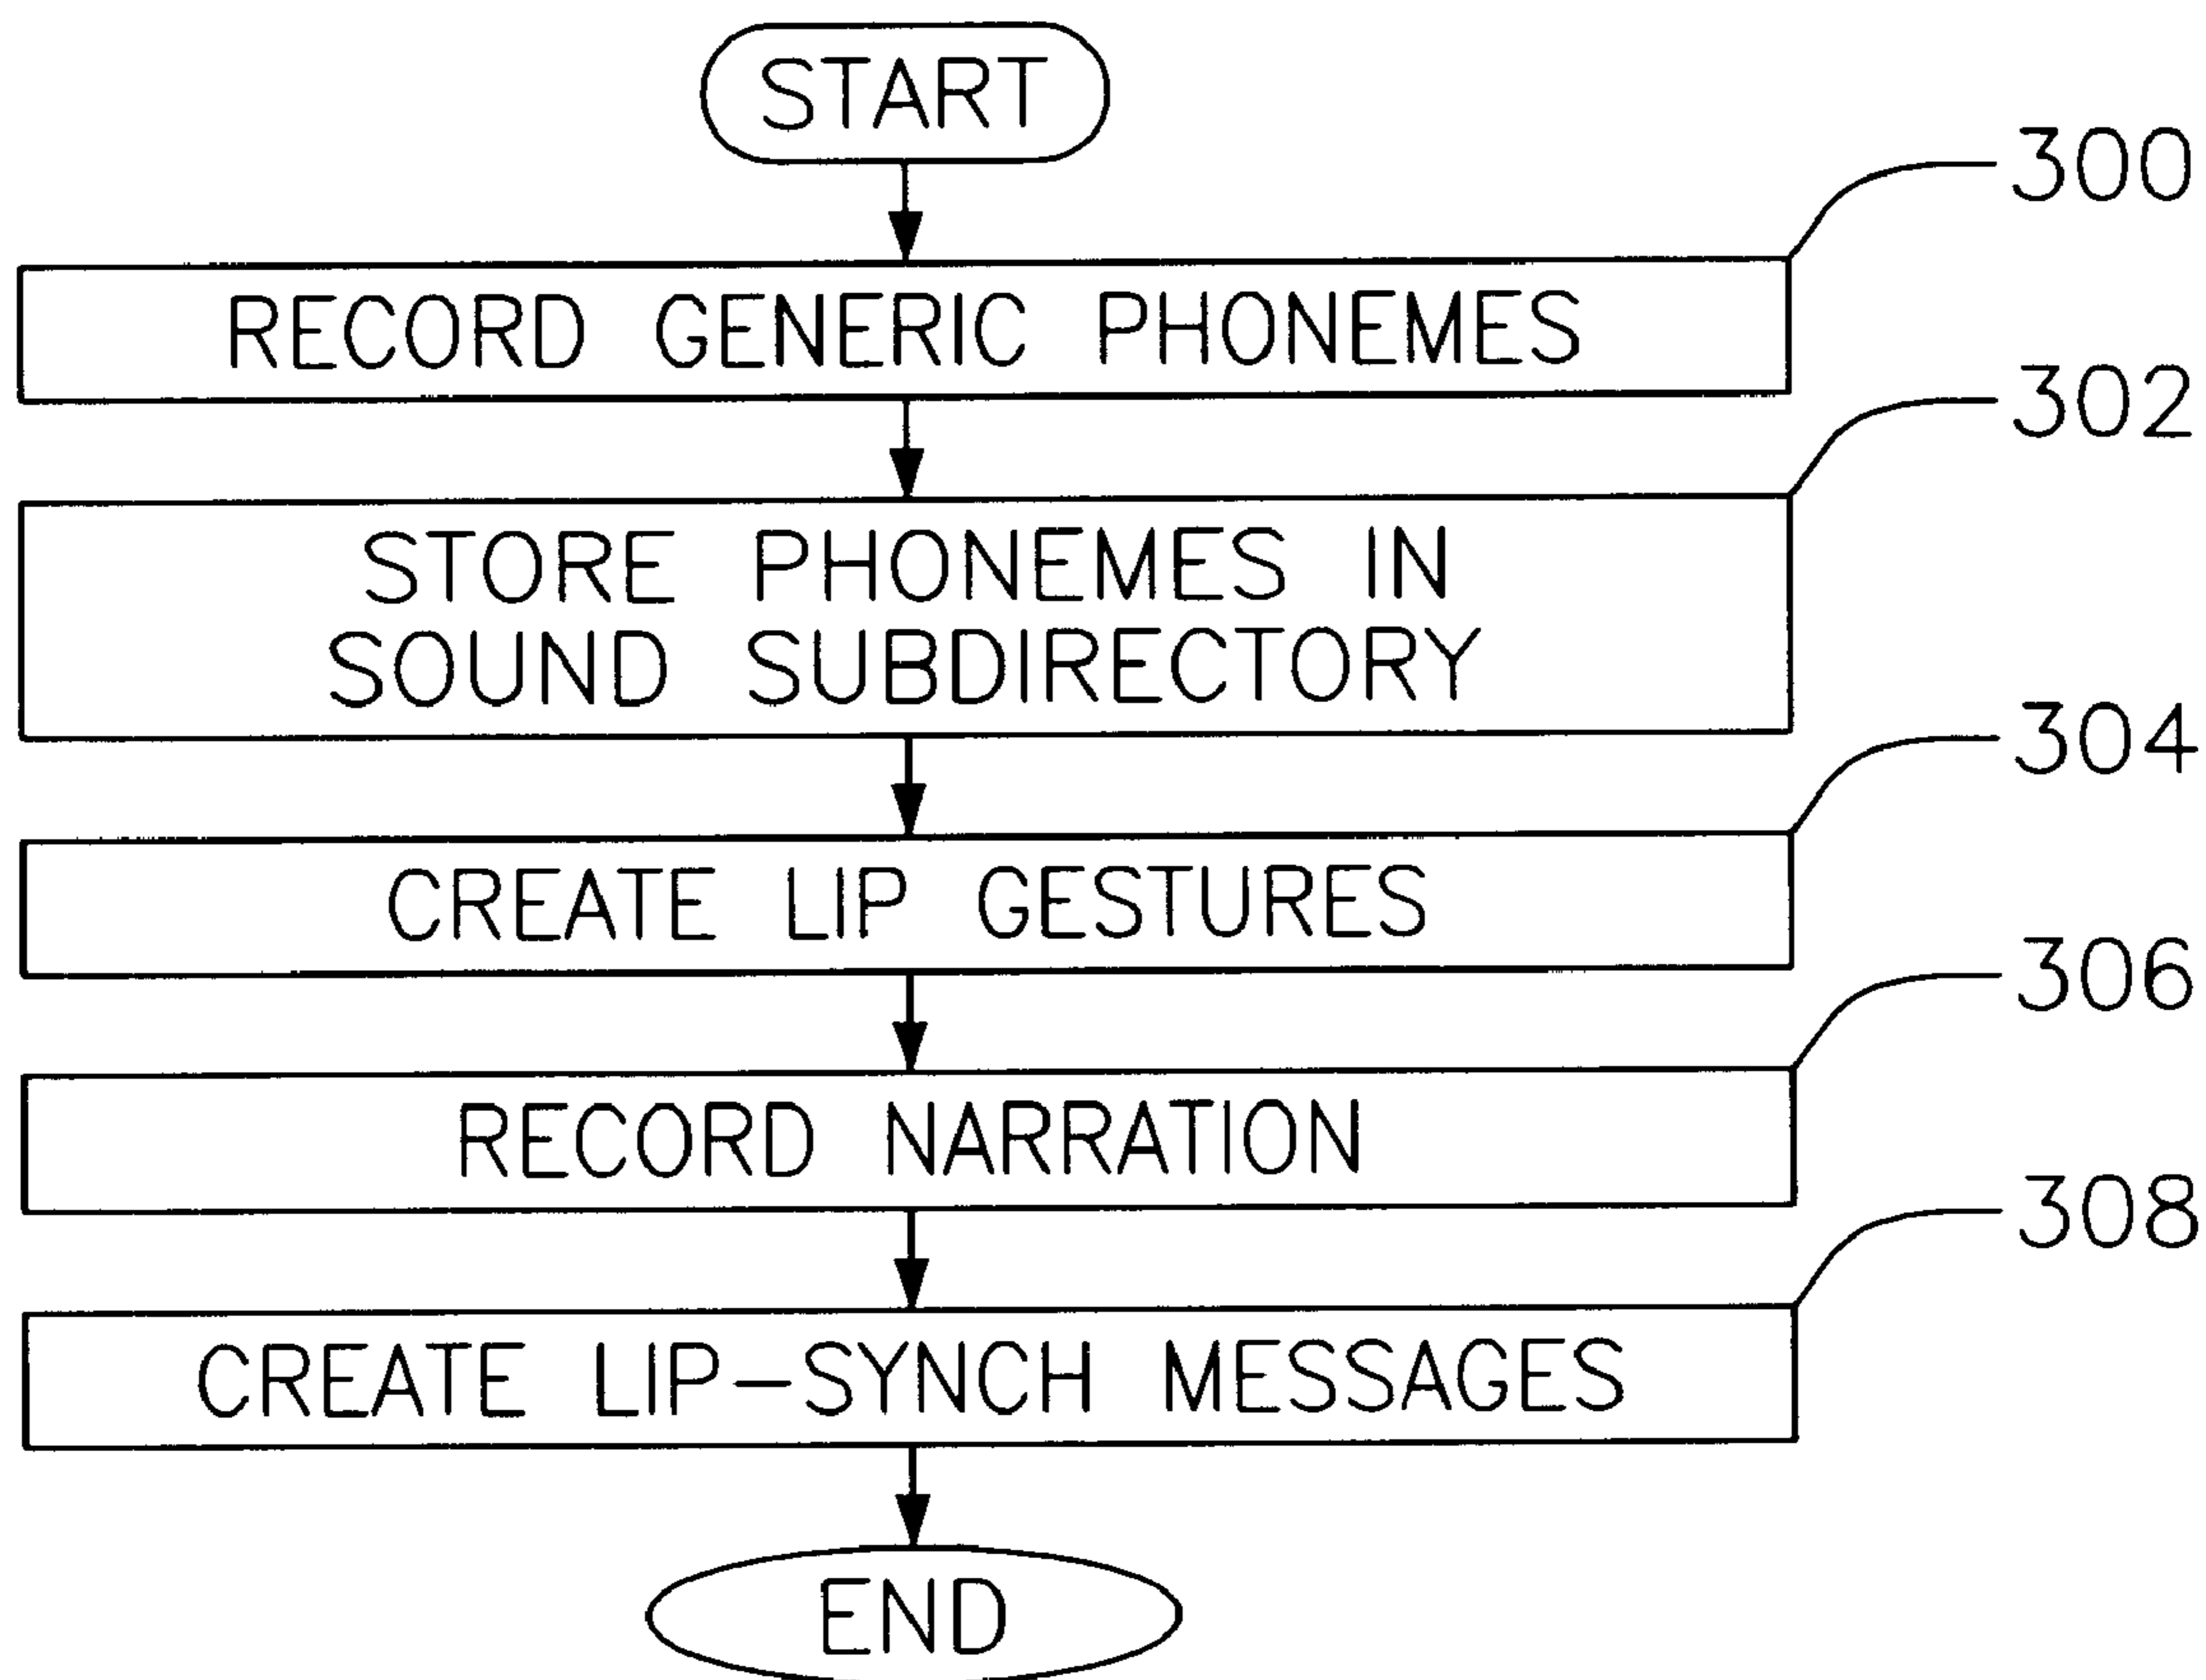 START
300
RECORD GENERIC PHONEMES
302
STORE PHONEMES IN
SOUND SUBDIRECTORY
304
CREATE LIP GESTURES
306
RECORD NARRATION
308
CREATE LIP-SYNCH MESSAGES
END